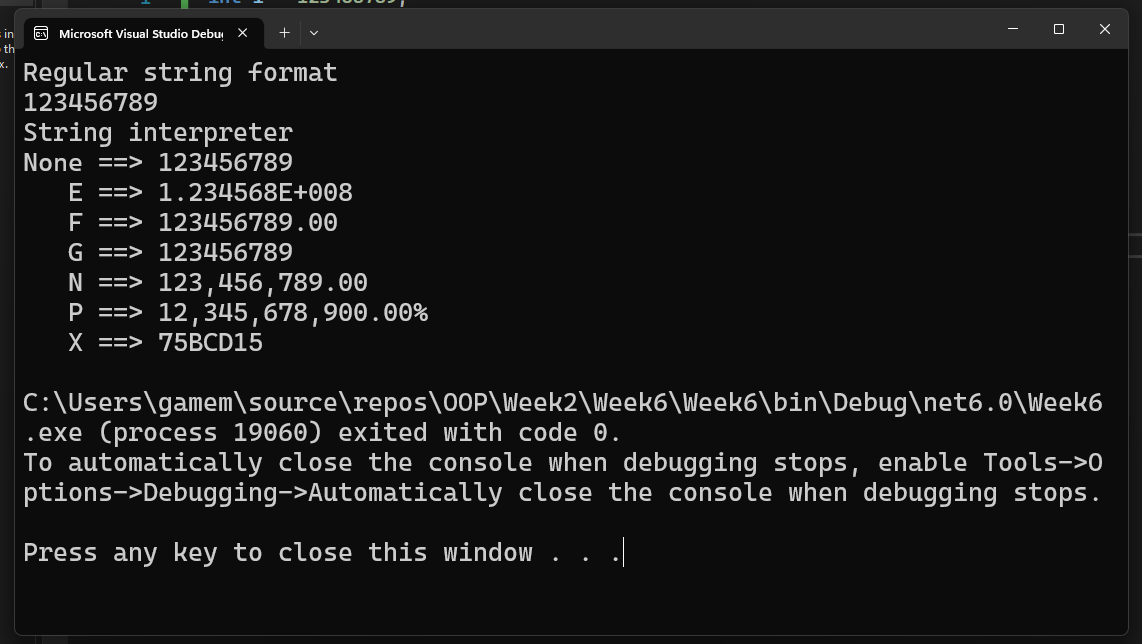 Microsoft Visual Studio Debu
Regular string format
123456789
String interpreter
None ==> 123456789
   E ==> 1.234568E+008
   F ==> 123456789.00
   G ==> 123456789
   N ==> 123,456,789.00
   P ==> 12,345,678,900.00%
   X ==> 75BCD15
C:\Users\gamem\source\repos\OOP\Week2\Week6\Week6\bin\Debug\net6.0\Week6
.exe (process 19060) exited with code 0.
To automatically close the console when debugging stops, enable Tools->O
ptions->Debugging->Automatically close the console when debugging stops.
Press any key to close this window . . .